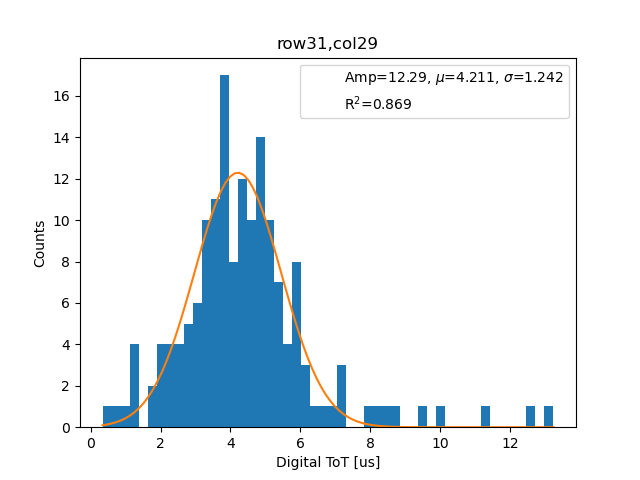 row31,col29
Amp=12.29, μ=4.211, σ=1.242
R²=0.869
16
14
12
10
8
6
4
2
0
Counts
0 2 4 6 8 10 12
Digital ToT [us]